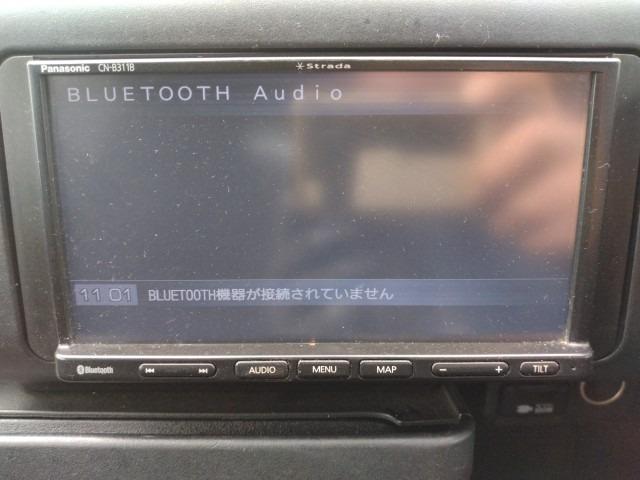 Panasonic CN-B311B
Strada
BLUETOOTH Audio
11 01 BLUETOOTH機器が接続されていません
Bluetooth AUDIO MENU MAP − + TILT